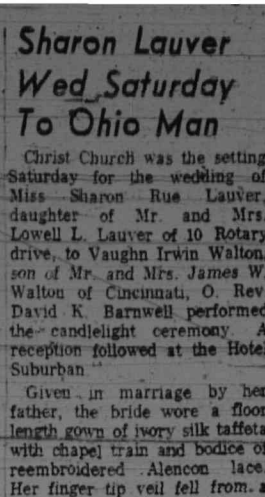 Sharon Lauver
Wed Saturday
To Ohio Man
Christ Church was the setting
Saturday for the wedding of
Miss Sharon Rue Lauver,
daughter of Mr. and Mrs.
Lowell L. Lauver of 10 Rotary
drive, to Vaughn Irwin Walton,
son of Mr. and Mrs. James W.
Walton of Cincinnati, O. Rev.
David K. Barnwell performed
the candlelight ceremony. A
reception followed at the Hotel
Suburban
Given in marriage by her
father, the bride wore a floor
length gown of ivory silk taffeta
with chapel train and bodice of
reembroidered Alencon lace.
Her finger tip veil fell from a